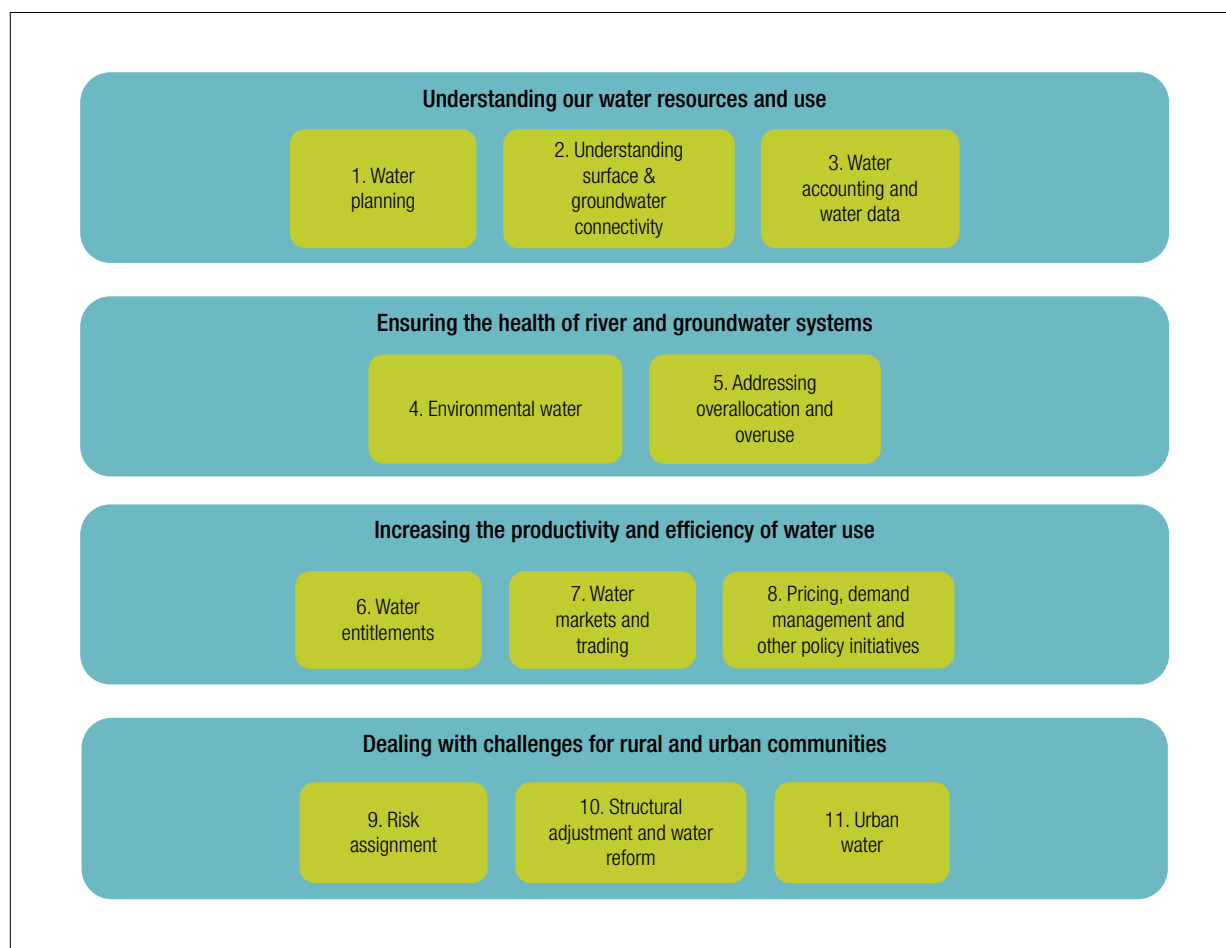 Understanding our water resources and use
1. Water
planning
2. Understanding
surface &
groundwater
connectivity
3. Water
accounting and
water data
Ensuring the health of river and groundwater systems
4. Environmental water
5. Addressing
overallocation and
overuse
Increasing the productivity and efficiency of water use
6. Water
entitlements
7. Water
markets and
trading
8. Pricing, demand
management and
other policy initiatives
Dealing with challenges for rural and urban communities
9. Risk
assignment
10. Structural
adjustment and water
reform
11. Urban
water